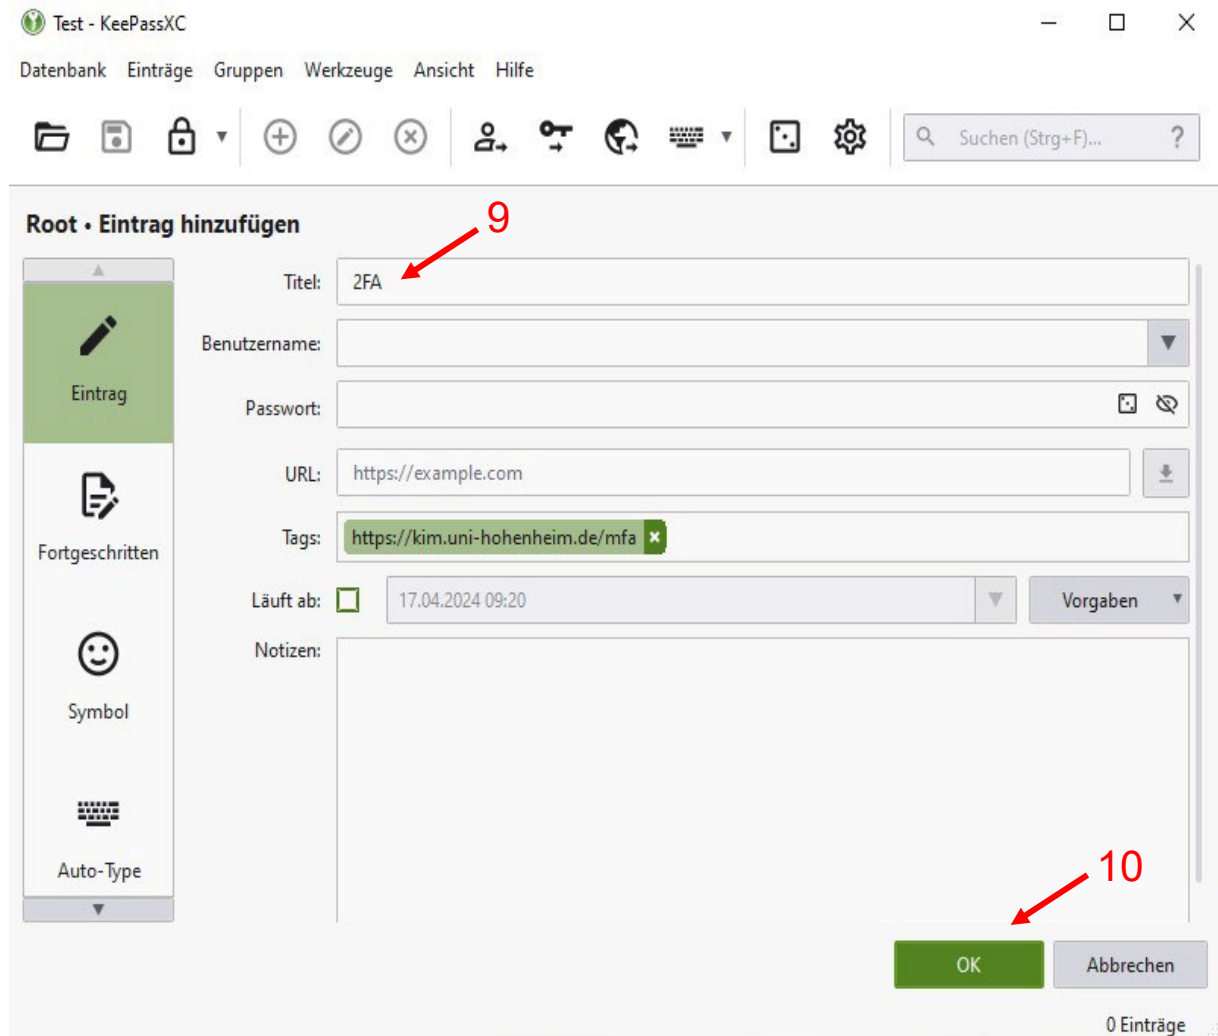 Test - KeePassXC
Datenbank Einträge Gruppen Werkzeuge Ansicht Hilfe
Suchen (Strg+F)... ?
Root • Eintrag hinzufügen
9
Titel: 2FA
Benutzername:
Eintrag
Passwort:
URL: https://example.com
Tags: https://kim.uni-hohenheim.de/mfa ×
Fortgeschritten
Läuft ab: 17.04.2024 09:20 Vorgaben
Notizen:
Symbol
10
Auto-Type
OK Abbrechen
0 Einträge